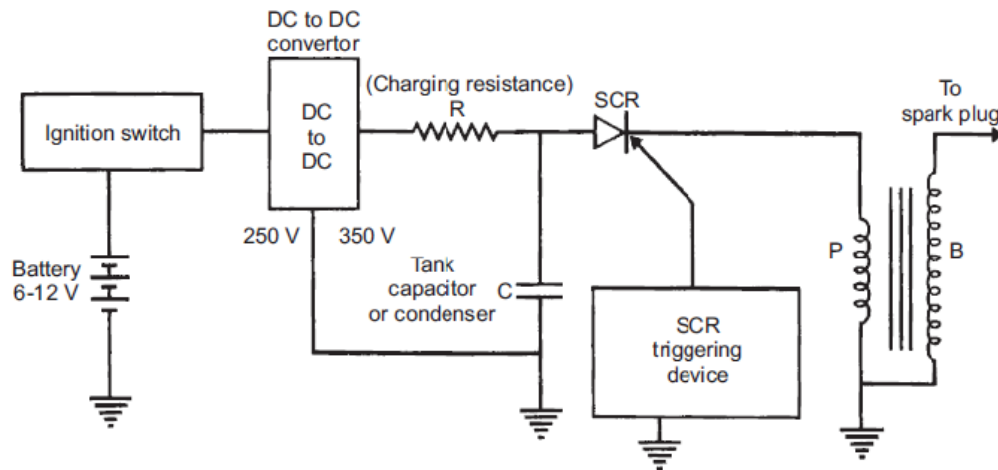 DC to DC
convertor
(Charging resistance)
R
SCR
To
spark plug
Ignition switch
DC
to
DC
250 V
350 V
Battery
6-12 V
Tank
capacitor
or condenser
C
SCR
triggering
device
P
B